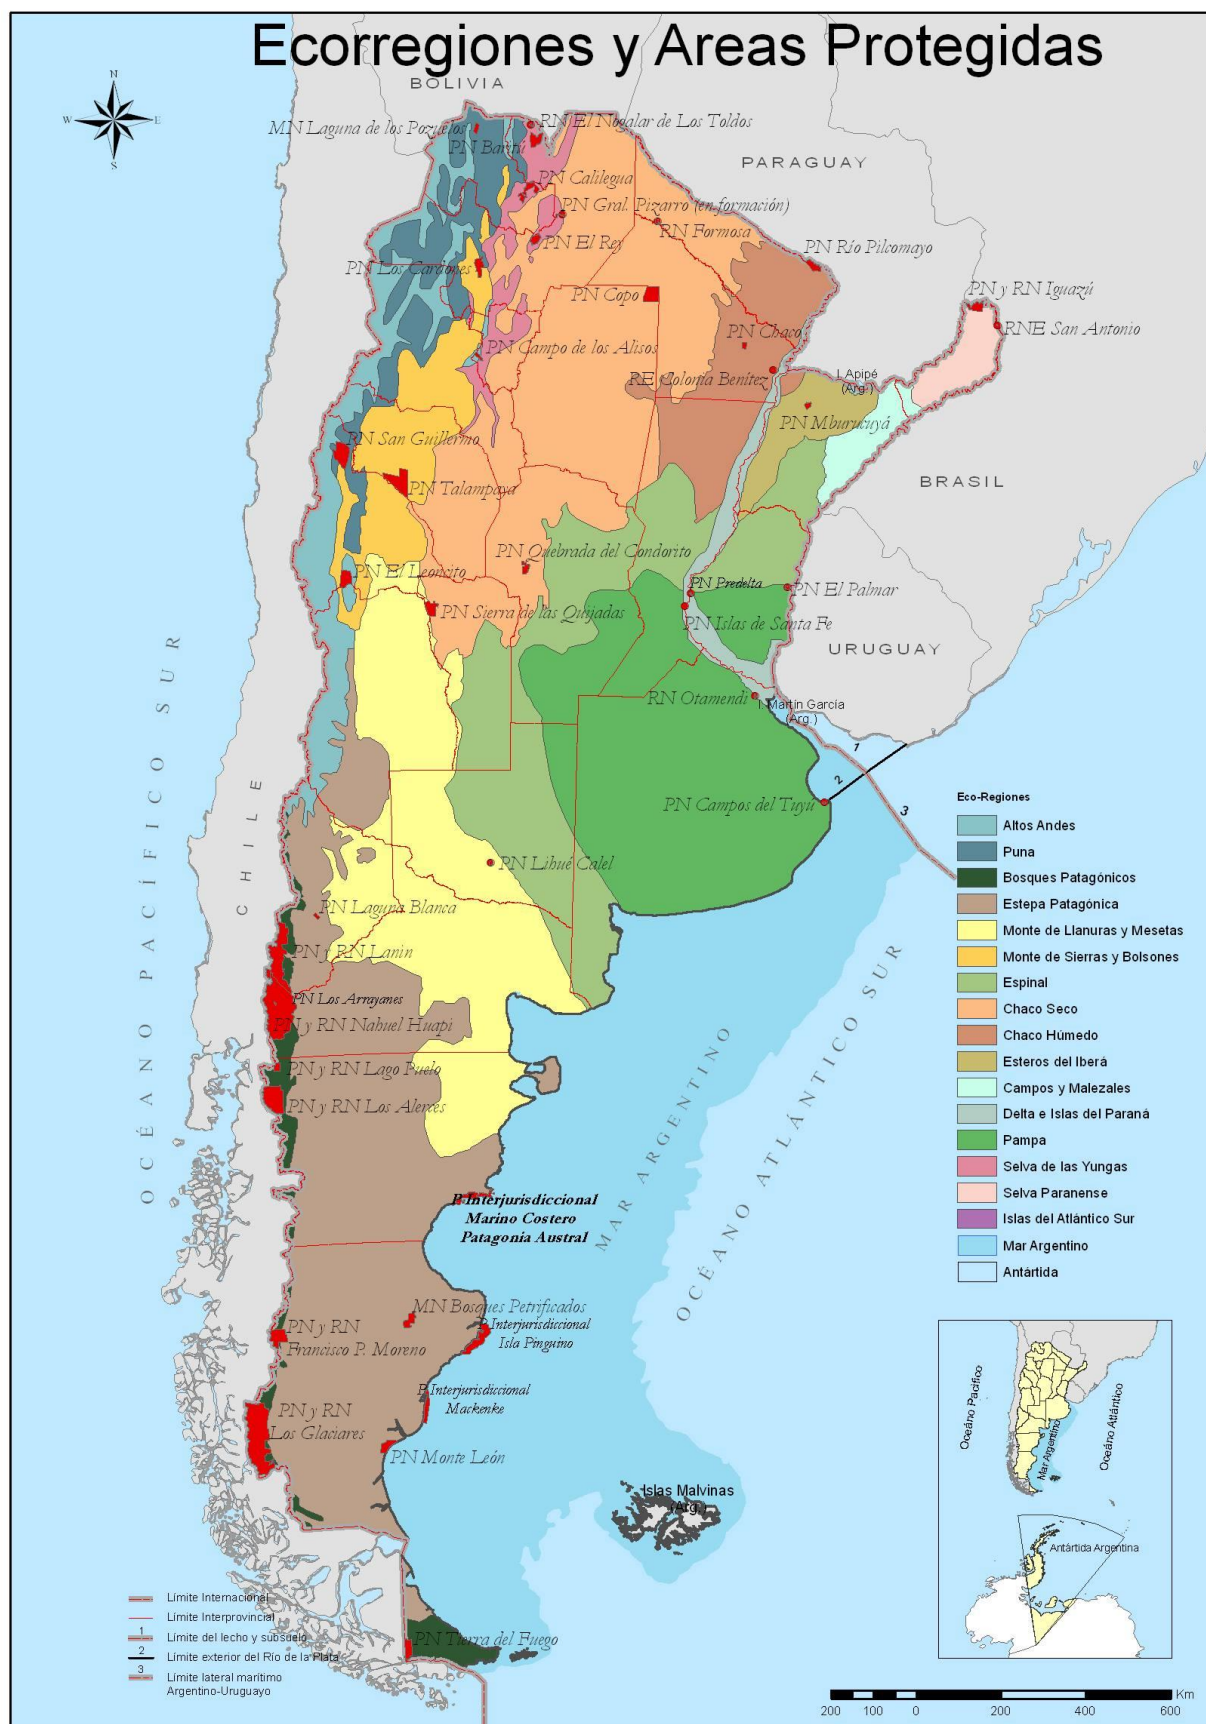 Ecorregiones y Areas Protegidas
BOLIVIA
N
W
E
S
MN Laguna de los Pozuelos
RN El Nogalar de Los Toldos
PN Baritú
PARAGUAY
PN Calilegua
PN Gral. Pizarro (en formación)
RN Formosa
PN El Rey
PN Río Pilcomayo
PN Los Cardones
PN Copo
PN y RN Iguazú
RNE San Antonio
PN Chaco
PN Campo de los Alisos
RE Colonia Benítez
I. Apipé
(Arg.)
PN Mburucuyá
RN San Guillermo
PN Talampaya
BRASIL
PN Quebrada del Condorito
PN El Leoncito
PN Predelta
PN El Palmar
PN Sierra de las Quijadas
PN Islas de Santa Fe
URUGUAY
RN Otamendi
I. Martín García
(Arg.)
1
2
3
PN Campos del Tuyú
OCÉANO PACÍFICO SUR
CHILE
PN Lihué Calel
PN Laguna Blanca
PN y RN Lanin
PN Los Arrayanes
PN y RN Nahuel Huapi
PN y RN Lago Puelo
PN y RN Los Alerces
MAR ARGENTINO
OCÉANO ATLÁNTICO SUR
P. Interjurisdiccional
Marino Costero
Patagonia Austral
MN Bosques Petrificados
P. Interjurisdiccional
Isla Pinguino
PN y RN
Francisco P. Moreno
P. Interjurisdiccional
Mackenke
PN y RN
Los Glaciares
PN Monte León
Islas Malvinas
(Arg.)
PN Tierra del Fuego
Eco-Regiones
Altos Andes
Puna
Bosques Patagónicos
Estepa Patagónica
Monte de Llanuras y Mesetas
Monte de Sierras y Bolsones
Espinal
Chaco Seco
Chaco Húmedo
Esteros del Iberá
Campos y Malezales
Delta e Islas del Paraná
Pampa
Selva de las Yungas
Selva Paranense
Islas del Atlántico Sur
Mar Argentino
Antártida
Océano Pacífico
Mar Argentino
Océano Atlántico
Antártida Argentina
Límite Internacional
Límite Interprovincial
1 Límite del lecho y subsuelo
2 Límite exterior del Río de la Plata
3 Límite lateral marítimo
Argentino-Uruguayo
Km
200 100 0 200 400 600